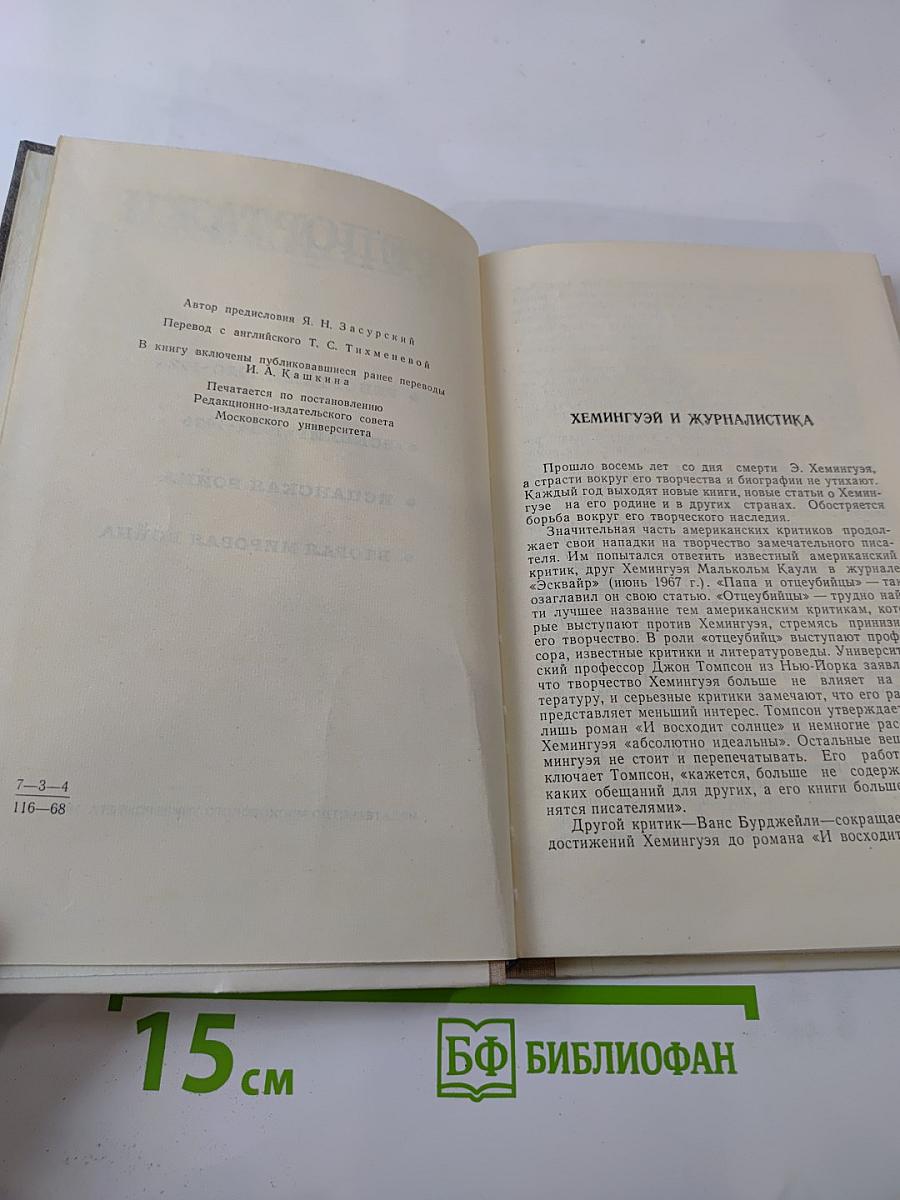 Автор предисловия Я. Н. Засурский
Перевод с английского Т. С. Тихменевой
В книгу включены публиковавшиеся ранее переводы
И. А. Кашкина
Печатается по постановлению
Редакционно-издательского совета
Московского университета
7—3—4
116—68
ХЕМИНГУЭЙ И ЖУРНАЛИСТИКА
Прошло восемь лет со дня смерти Э. Хемингуэя,
а страсти вокруг его творчества и биографии не утихают.
Каждый год выходят новые книги, новые статьи о Хемин-
гуэе на его родине и в других странах. Обостряется
борьба вокруг его творческого наследия.
Значительная часть американских критиков продол-
жает свои нападки на творчество замечательного писа-
теля. Им попытался ответить известный американский
критик, друг Хемингуэя Малькольм Каули в журнале
«Эсквайр» (июнь 1967 г.). «Папа и отцеубийцы» — так
озаглавил он свою статью. «Отцеубийцы» — трудно най
ти лучшее название тем американским критикам, кото
рые выступают против Хемингуэя, стремясь принизи
его творчество. В роли «отцеубийц» выступают проф
сора, известные критики и литературоведы. Университ
ский профессор Джон Томпсон из Нью-Йорка заявл
что творчество Хемингуэя больше не влияет на
тературу, и серьезные критики замечают, что его ра
представляет меньший интерес. Томпсон утверждает
лишь роман «И восходит солнце» и немногие рас
Хемингуэя «абсолютно идеальны». Остальные вещ
мингуэя не стоит и перепечатывать. Его работ
ключает Томпсон, «кажется, больше не содерж
каких обещаний для других, а его книги больше
нятся писателями».
Другой критик—Ванс Бурджейли—сокращае
достижений Хемингуэя до романа «И восходит
15 см
БФ БИБЛИОФАН